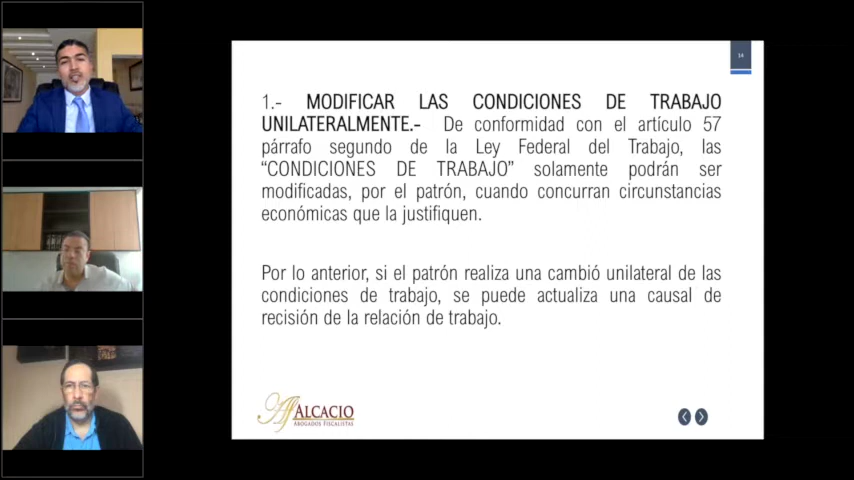 14
1.- MODIFICAR LAS CONDICIONES DE TRABAJO
UNILATERALMENTE.- De conformidad con el artículo 57
párrafo segundo de la Ley Federal del Trabajo, las
“CONDICIONES DE TRABAJO” solamente podrán ser
modificadas, por el patrón, cuando concurran circunstancias
económicas que la justifiquen.
Por lo anterior, si el patrón realiza una cambió unilateral de las
condiciones de trabajo, se puede actualiza una causal de
recisión de la relación de trabajo.
ALCACIO
ABOGADOS FISCALISTAS